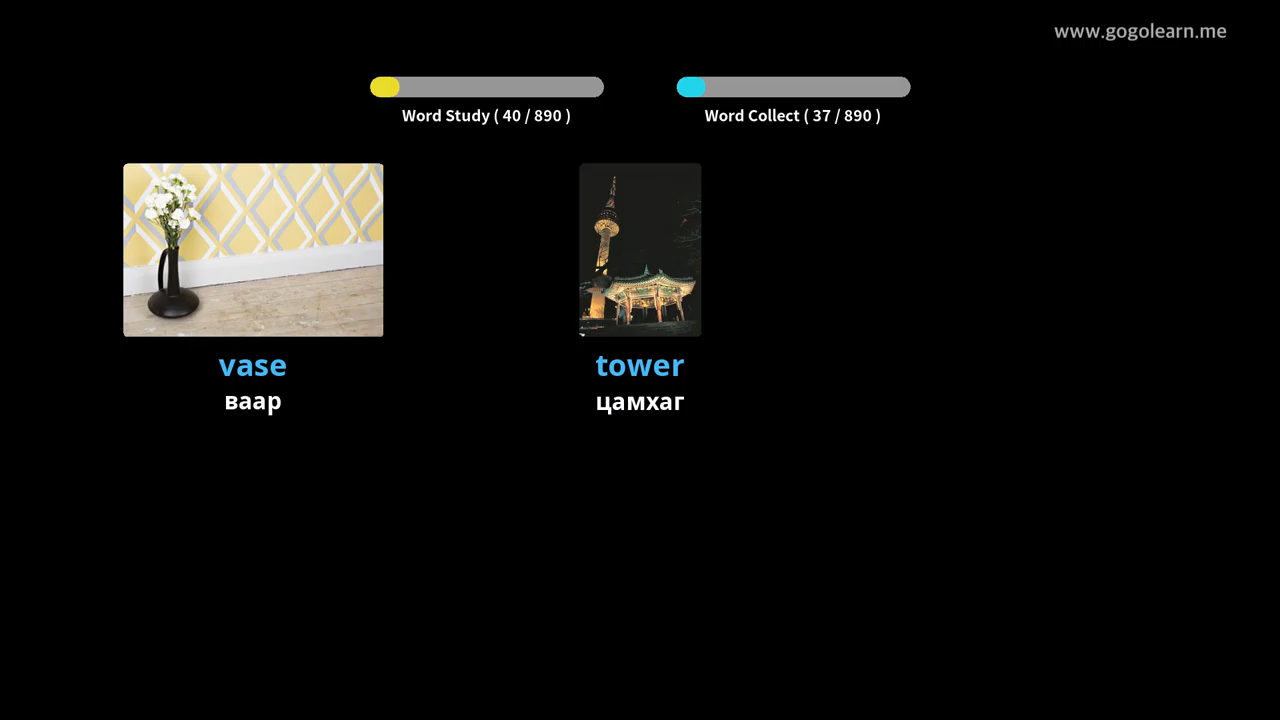 www.gogolearn.me
Word Study ( 40 / 890 )
Word Collect ( 37 / 890 )
vase
ваар
tower
цамхаг